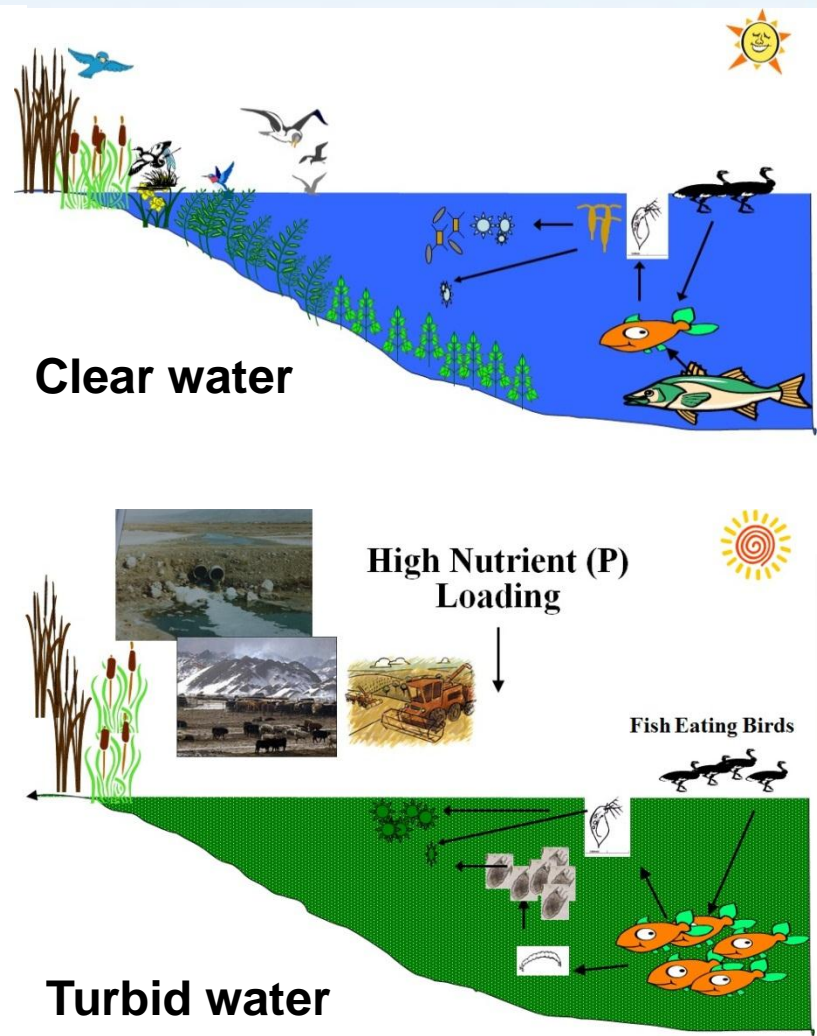 Clear water
High Nutrient (P)
Loading
Fish Eating Birds
Turbid water